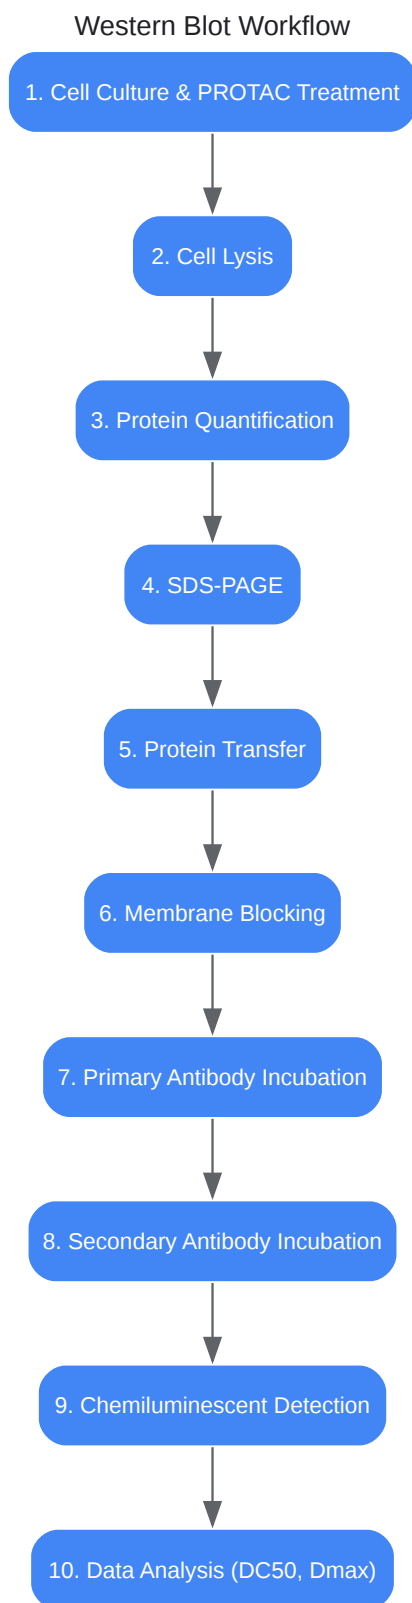 Western Blot Workflow
1. Cell Culture & PROTAC Treatment
2. Cell Lysis
3. Protein Quantification
4. SDS-PAGE
5. Protein Transfer
6. Membrane Blocking
7. Primary Antibody Incubation
8. Secondary Antibody Incubation
9. Chemiluminescent Detection
10. Data Analysis (DC50, Dmax)